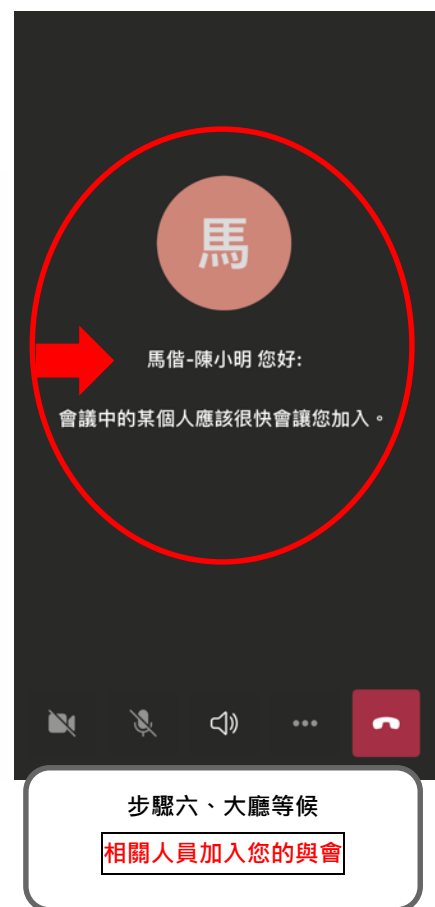 馬
馬偕-陳小明 您好:
會議中的某個人應該很快會讓您加入。
步驟六、大廳等候
相關人員加入您的與會